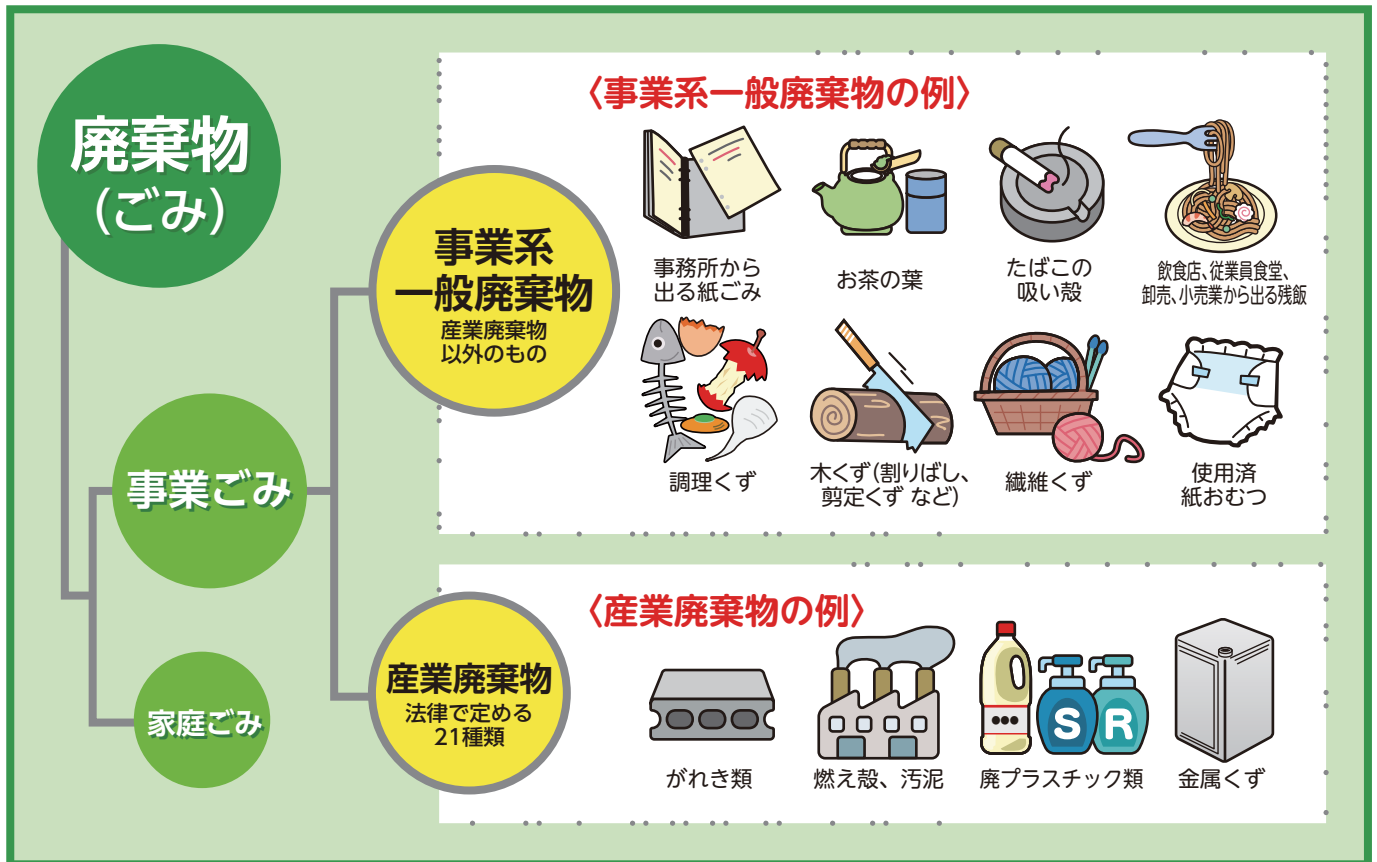 廃棄物
（ごみ）
事業ごみ
家庭ごみ
事業系
一般廃棄物
産業廃棄物
以外のもの
〈事業系一般廃棄物の例〉
事務所から
出る紙ごみ
お茶の葉
たばこの
吸い殻
飲食店、従業員食堂、
卸売、小売業から出る残飯
調理くず
木くず（割りばし、
剪定くず など）
繊維くず
使用済
紙おむつ
産業廃棄物
法律で定める
21種類
〈産業廃棄物の例〉
がれき類
燃え殻、汚泥
S
R
廃プラスチック類
金属くず